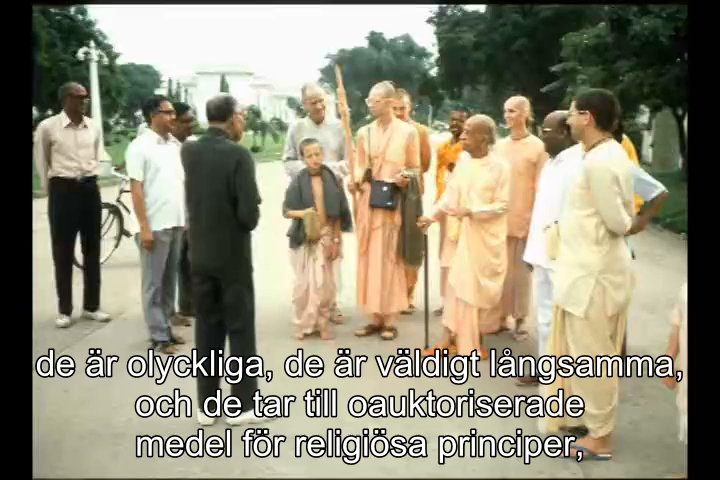 de är olyckliga, de är väldigt långsamma,
och de tar till oauktoriserade
medel för religiösa principer,